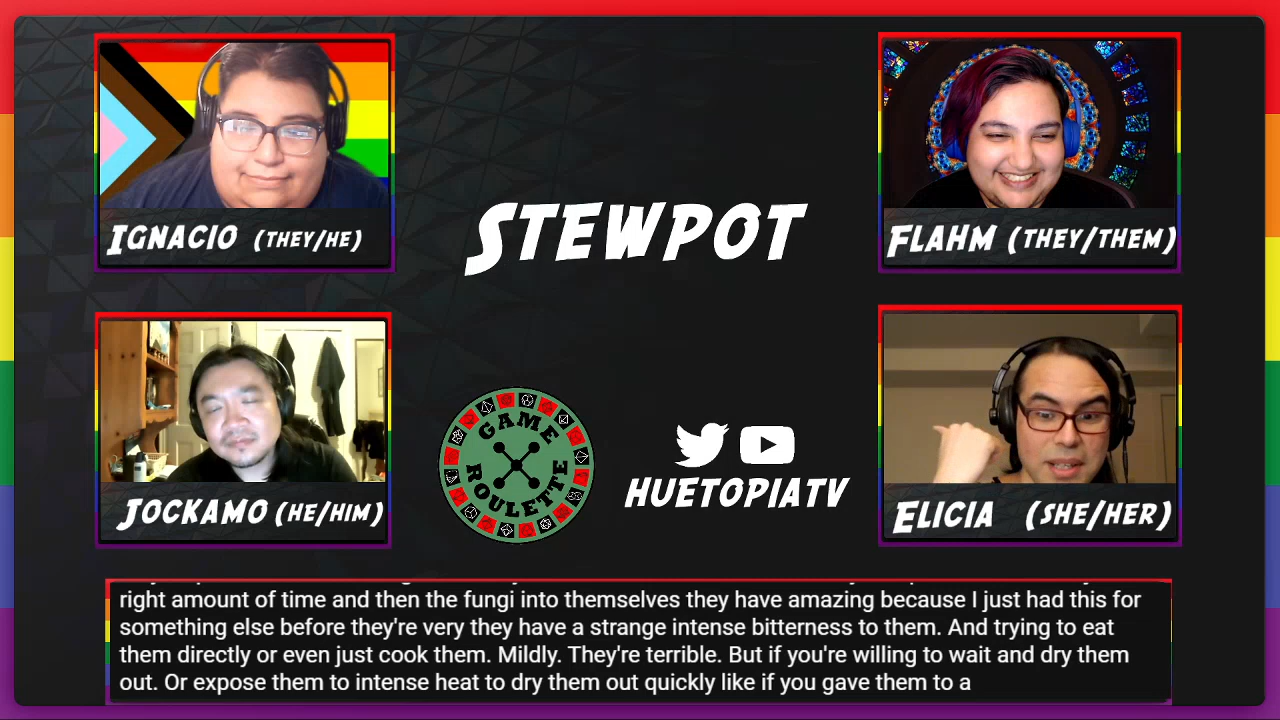 STEWPOT
IGNACIO (THEY/HE)
FLAHM (THEY/THEM)
GAME
ROULETTE
HUETOPIATV
JOCKAMO (HE/HIM)
ELICIA (SHE/HER)
right amount of time and then the fungi into themselves they have amazing because I just had this for
something else before they're very they have a strange intense bitterness to them. And trying to eat
them directly or even just cook them. Mildly. They're terrible. But if you're willing to wait and dry them
out. Or expose them to intense heat to dry them out quickly like if you gave them to a